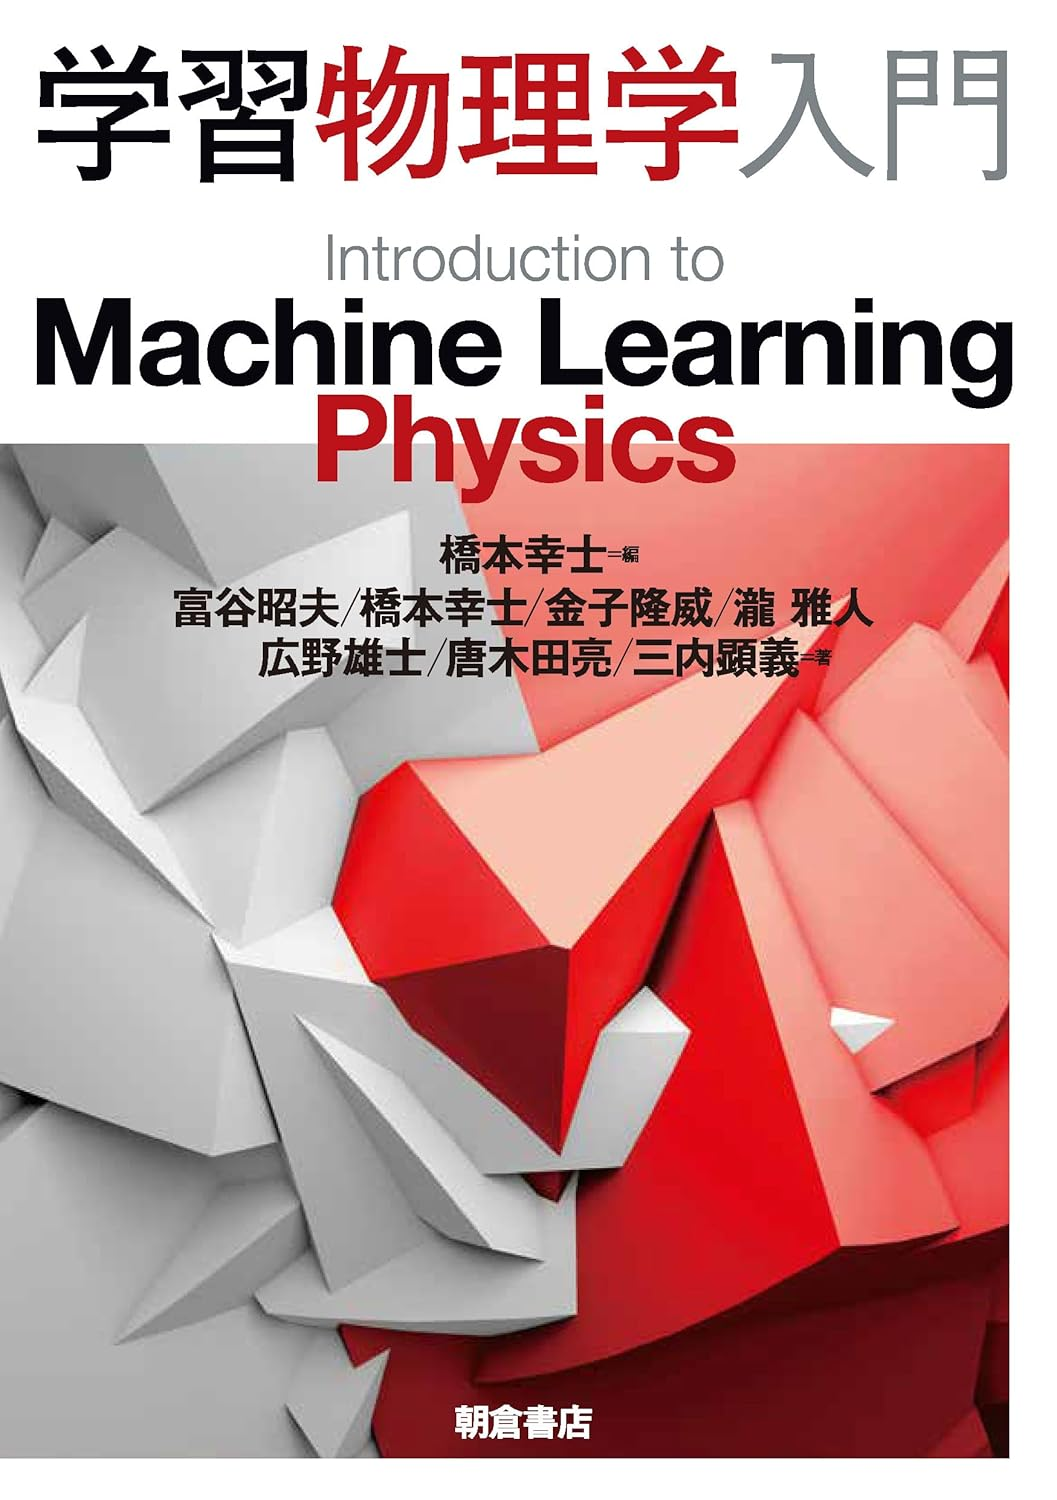 学習物理学入門
Introduction to
Machine Learning
Physics
橋本幸士=編
富谷昭夫/橋本幸士/金子隆威/瀧 雅人
広野雄士/唐木田亮/三内顕義=著
朝倉書店